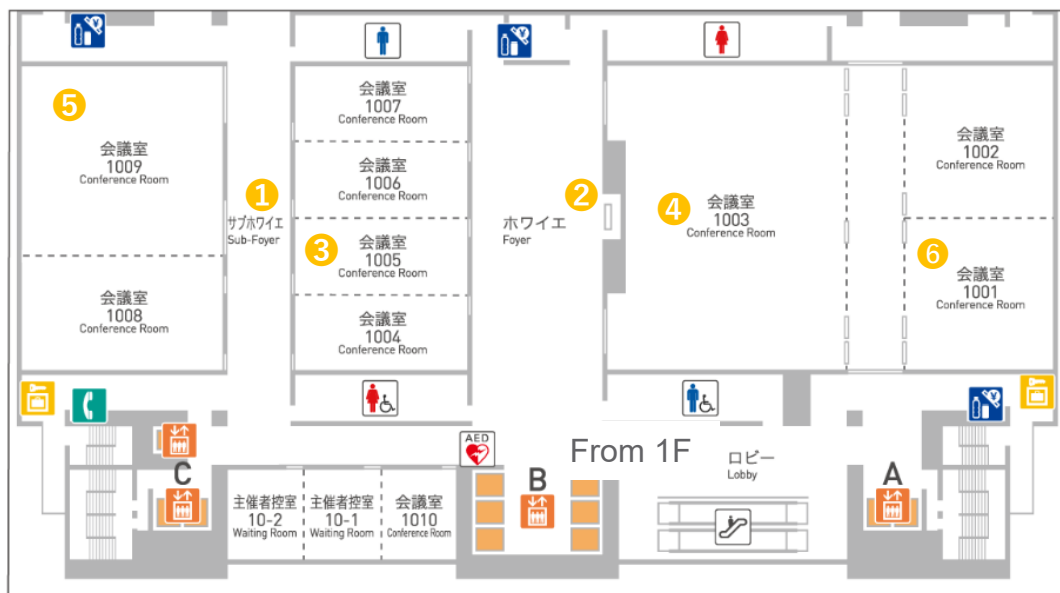 5
会議室
1009
Conference Room
会議室
1008
Conference Room
1
サブホワイエ
Sub-Foyer
会議室
1007
Conference Room
会議室
1006
Conference Room
3
会議室
1005
Conference Room
会議室
1004
Conference Room
2
ホワイエ
Foyer
4
会議室
1003
Conference Room
会議室
1002
Conference Room
6
会議室
1001
Conference Room
AED
From 1F
ロビー
Lobby
C
B
A
主催者控室
10-2
Waiting Room
主催者控室
10-1
Waiting Room
会議室
1010
Conference Room